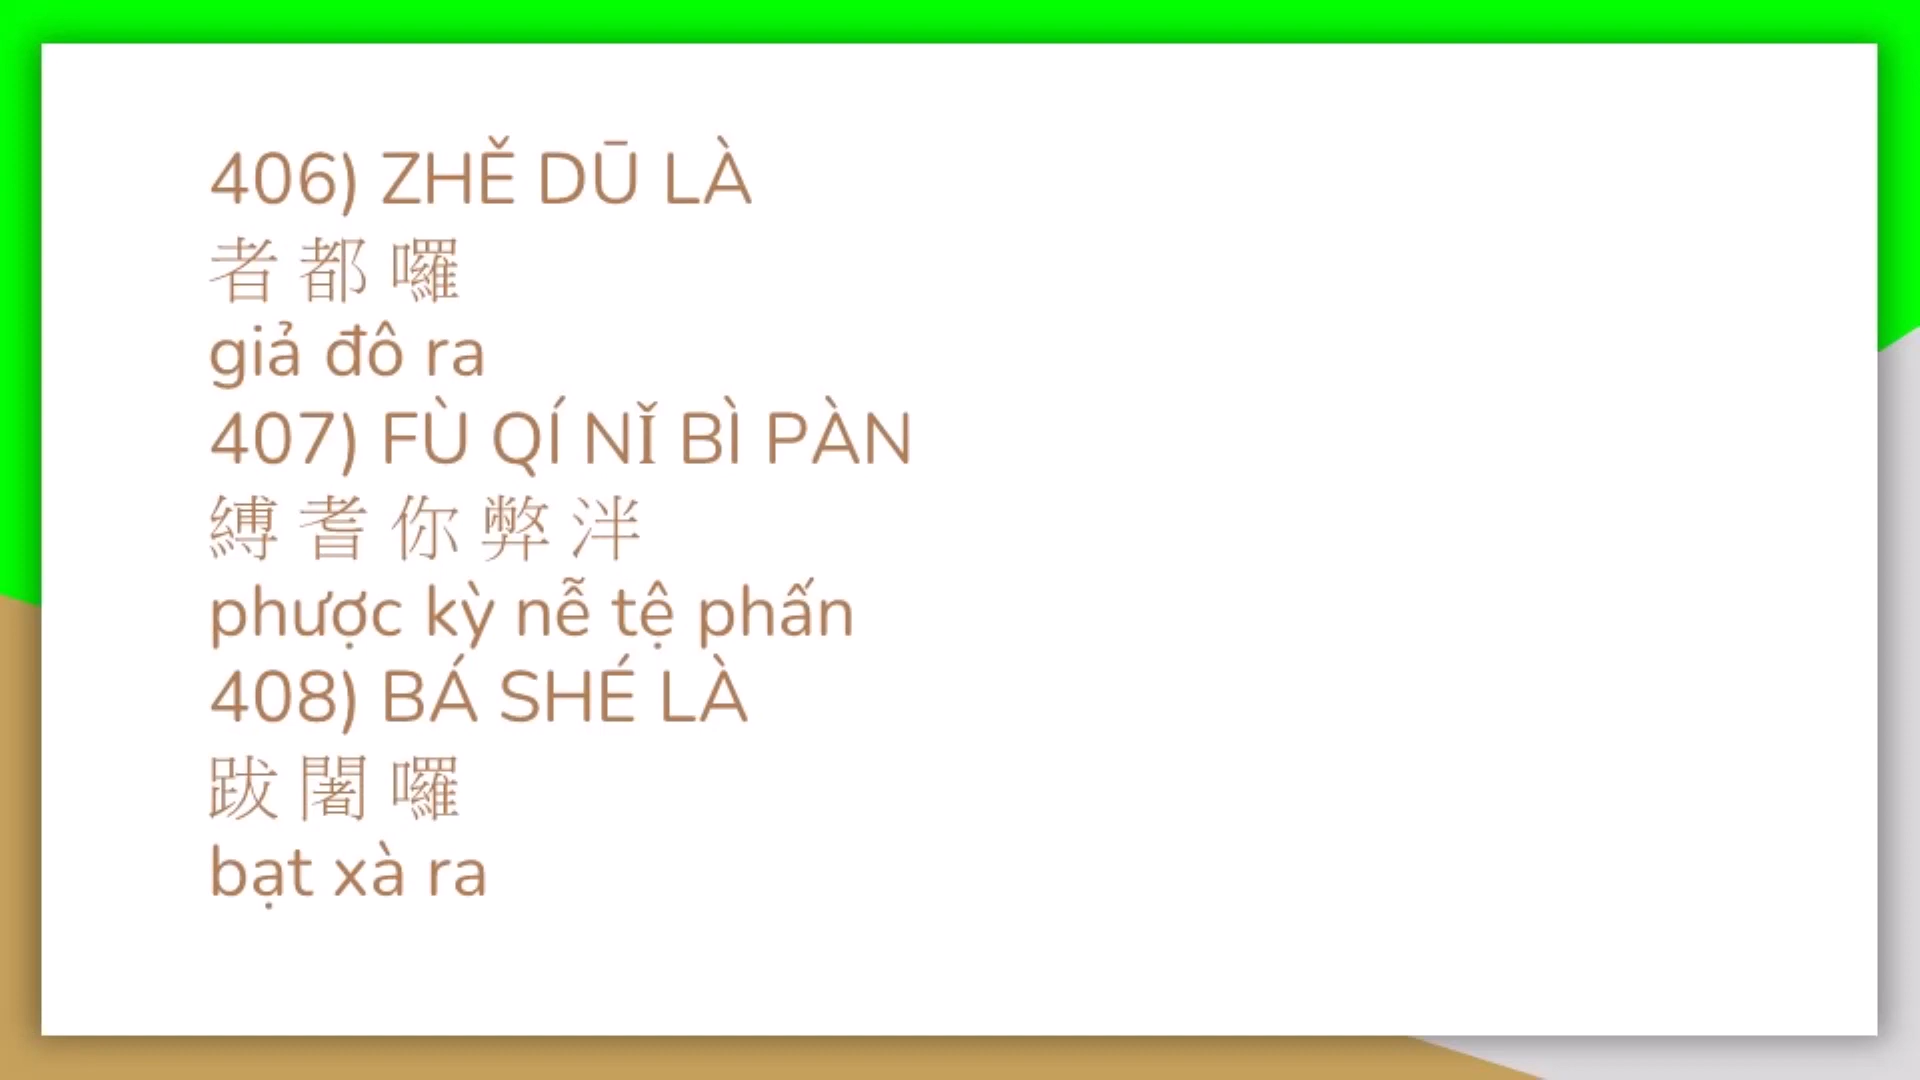 406) ZHĚ DŪ LÀ
者 都 囉
giả đô ra
407) FÙ QÍ NǏ BÌ PÀN
縛 耆 你 弊 泮
phược kỳ nễ tệ phấn
408) BÁ SHÉ LÀ
跋 闍 囉
bạt xà ra